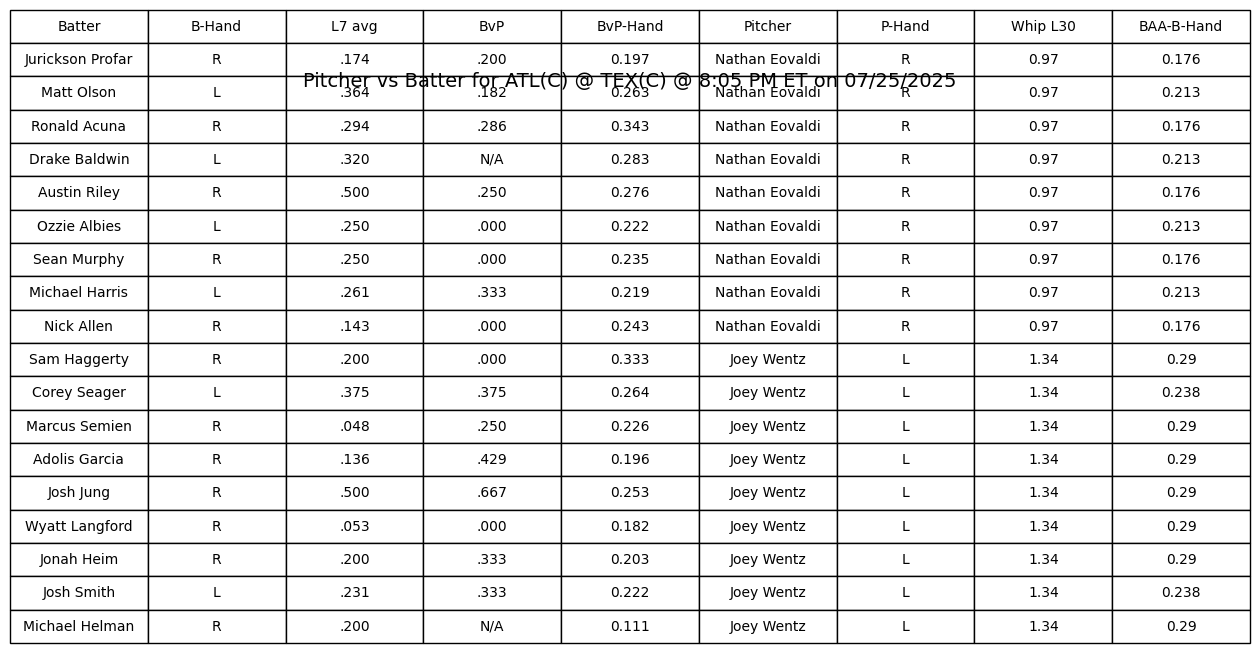 Batter B-Hand L7 avg BvP BvP-Hand Pitcher P-Hand Whip L30 BAA-B-Hand
Jurickson Profar R .174 .200 0.197 Nathan Eovaldi R 0.97 0.176
Pitcher vs Batter for ATL(C) @ TEX(C) @ 8:05 PM ET on 07/25/2025
Matt Olson L .364 .182 0.263 Nathan Eovaldi R 0.97 0.213
Ronald Acuna R .294 .286 0.343 Nathan Eovaldi R 0.97 0.176
Drake Baldwin L .320 N/A 0.283 Nathan Eovaldi R 0.97 0.213
Austin Riley R .500 .250 0.276 Nathan Eovaldi R 0.97 0.176
Ozzie Albies L .250 .000 0.222 Nathan Eovaldi R 0.97 0.213
Sean Murphy R .250 .000 0.235 Nathan Eovaldi R 0.97 0.176
Michael Harris L .261 .333 0.219 Nathan Eovaldi R 0.97 0.213
Nick Allen R .143 .000 0.243 Nathan Eovaldi R 0.97 0.176
Sam Haggerty R .200 .000 0.333 Joey Wentz L 1.34 0.29
Corey Seager L .375 .375 0.264 Joey Wentz L 1.34 0.238
Marcus Semien R .048 .250 0.226 Joey Wentz L 1.34 0.29
Adolis Garcia R .136 .429 0.196 Joey Wentz L 1.34 0.29
Josh Jung R .500 .667 0.253 Joey Wentz L 1.34 0.29
Wyatt Langford R .053 .000 0.182 Joey Wentz L 1.34 0.29
Jonah Heim R .200 .333 0.203 Joey Wentz L 1.34 0.29
Josh Smith L .231 .333 0.222 Joey Wentz L 1.34 0.238
Michael Helman R .200 N/A 0.111 Joey Wentz L 1.34 0.29